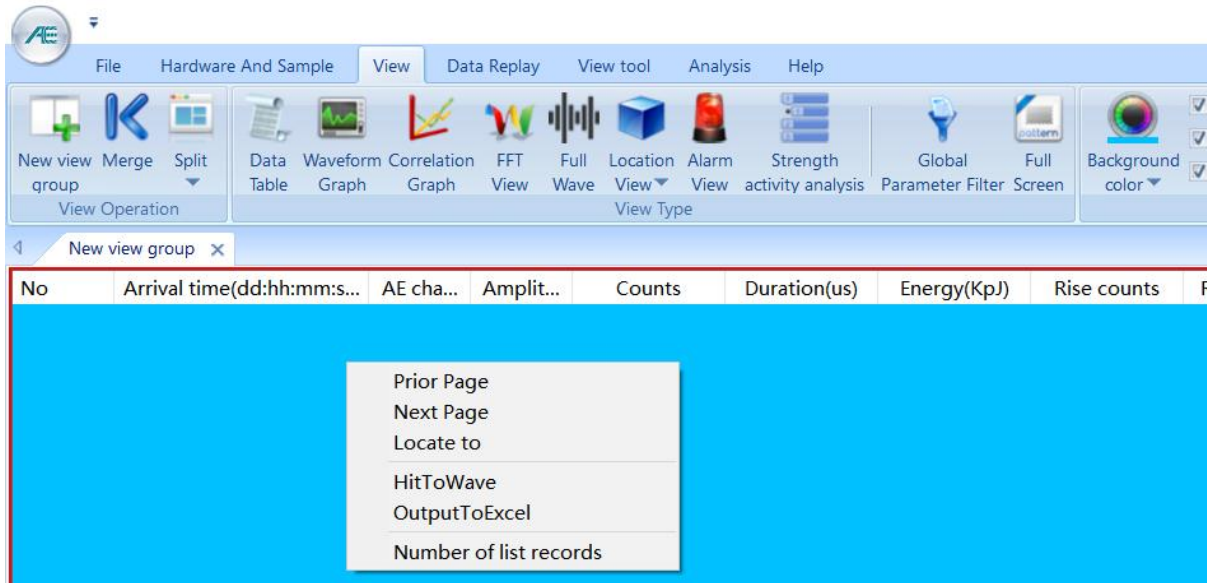 AE
File Hardware And Sample View Data Replay View tool Analysis Help
New view group Merge Split Data Table Waveform Graph Correlation Graph FFT View Full Wave Location View Alarm View Strength activity analysis Global Parameter Filter pattern Full Screen Background color
View Operation View Type
New view group
No Arrival time(dd:hh:mm:s... AE cha... Amplit... Counts Duration(us) Energy(KpJ) Rise counts
Prior Page
Next Page
Locate to
HitToWave
OutputToExcel
Number of list records